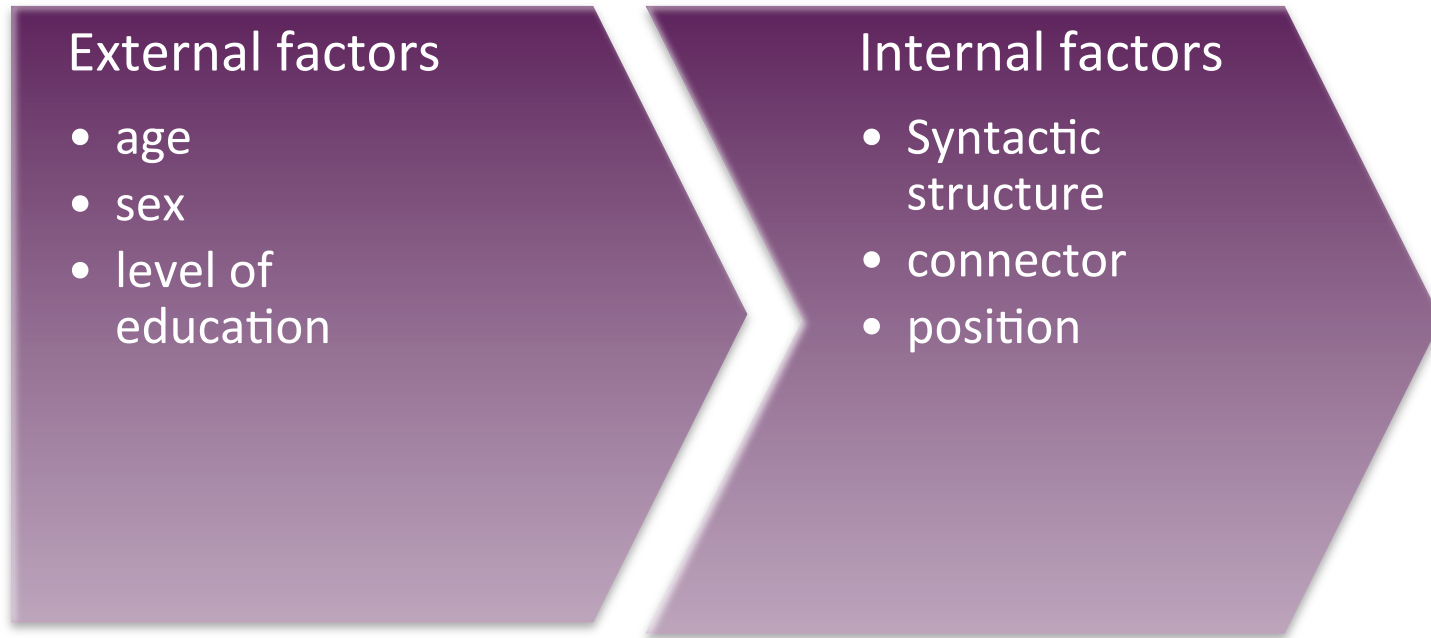 External factors
• age
• sex
• level of
education
Internal factors
• Syntactic
structure
• connector
• position